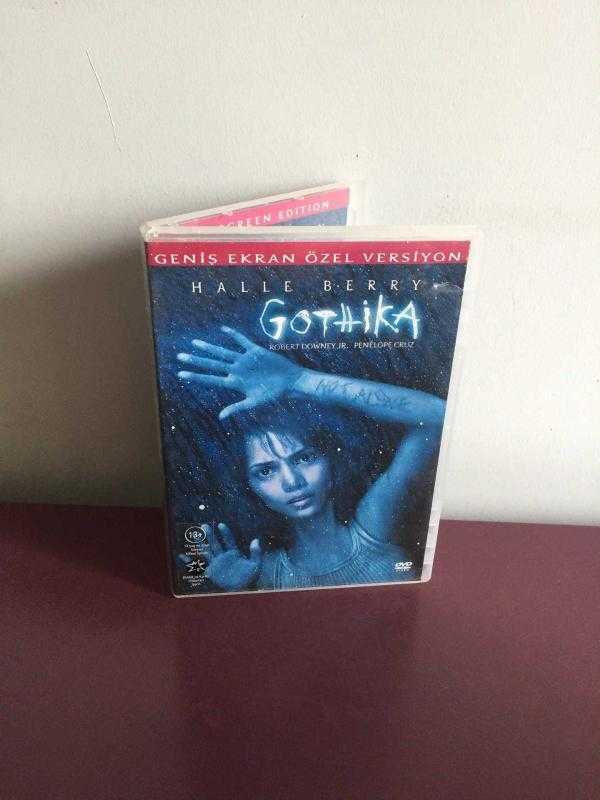 SCREEN EDITION
GENİŞ EKRAN ÖZEL VERSİYON
HALLE BERRY
GOTHiKA
ROBERT DOWNEY, JR. PENÉLOPE CRUZ
NOT ALONE
18+
DVD
VIDEO